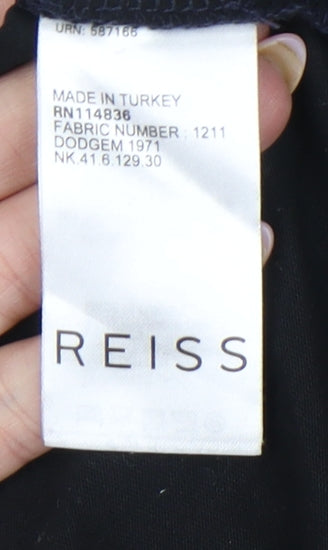 URN: 587166
MADE IN TURKEY
RN114836
FABRIC NUMBER : 1211
DODGEM 1971
NK.41.6.129.30
REISS